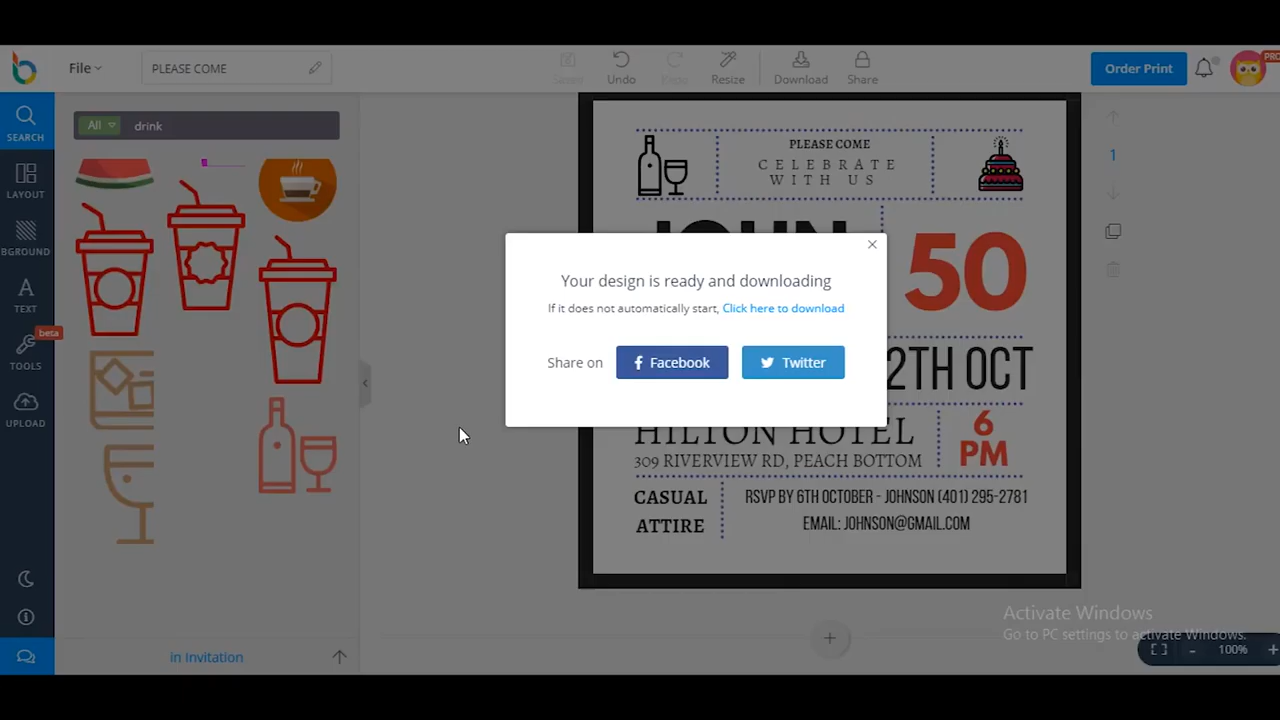 File
PLEASE COME
Saved
Undo
Redo
Resize
Download
Share
Order Print
PRO
SEARCH
LAYOUT
BGROUND
TEXT
beta
TOOLS
UPLOAD
All
drink
in Invitation
PLEASE COME
CELEBRATE
WITH US
JOHN
50
2TH OCT
HILTON HOTEL
309 RIVERVIEW RD, PEACH BOTTOM
6
PM
CASUAL
ATTIRE
RSVP BY 6TH OCTOBER - JOHNSON (401) 295-2781
EMAIL: JOHNSON@GMAIL.COM
Your design is ready and downloading
If it does not automatically start, Click here to download
Share on
Facebook
Twitter
1
Activate Windows
Go to PC settings to activate Windows.
- 100% +